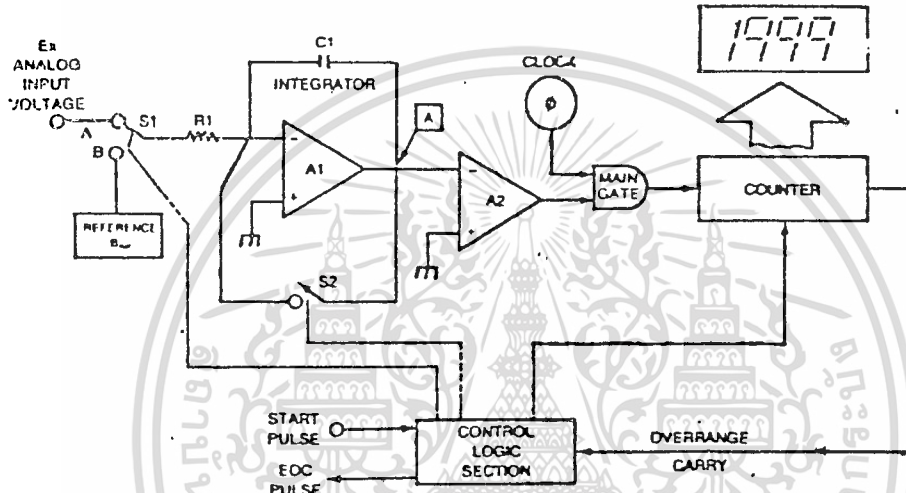 Ex
ANALOG
INPUT
VOLTAGE
A
B
S1
R1
C1
INTEGRATOR
A1
A
A2
S2
CLOCK
MAIN
GATE
COUNTER
1999
REFERENCE
START
PULSE
EOC
PULSE
CONTROL
LOGIC
SECTION
OVERRANGE
CARRY